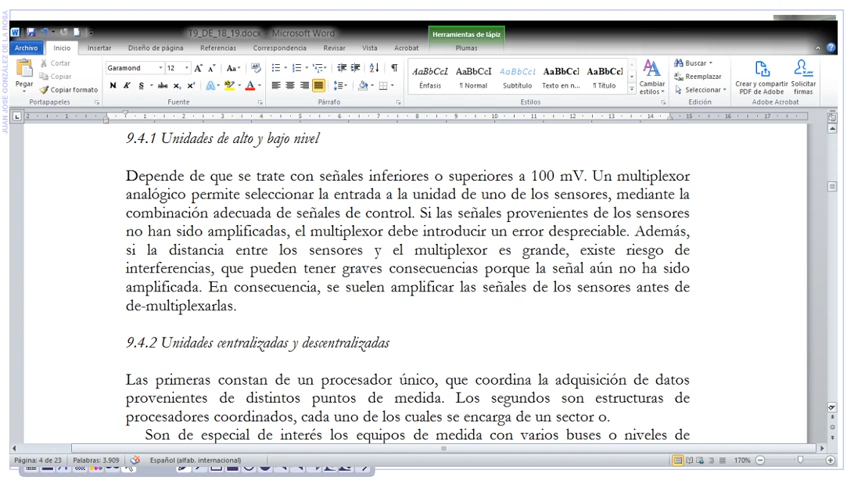 JUAN JOSE GONZALEZ DE LA ROSA
T9_DE_18_19.docx - Microsoft Word
Herramientas de lápiz
Archivo Inicio Insertar Diseño de página Referencias Correspondencia Revisar Vista Acrobat Plumas
Pegar
Cortar
Copiar
Copiar formato
Portapapeles
Garamond 12
Fuente
Párrafo
AaBbCcl AaBbCc AaBbCcl AaBbCc AaBbCc
Énfasis ¶ Normal Subtítulo Texto en n... ¶ Título
Cambiar estilos
Estilos
Buscar
Reemplazar
Seleccionar
Edición
Crear y compartir PDF de Adobe
Solicitar firmas
Adobe Acrobat
9.4.1 Unidades de alto y bajo nivel
Depende de que se trate con señales inferiores o superiores a 100 mV. Un multiplexor
analógico permite seleccionar la entrada a la unidad de uno de los sensores, mediante la
combinación adecuada de señales de control. Si las señales provenientes de los sensores
no han sido amplificadas, el multiplexor debe introducir un error despreciable. Además,
si la distancia entre los sensores y el multiplexor es grande, existe riesgo de
interferencias, que pueden tener graves consecuencias porque la señal aún no ha sido
amplificada. En consecuencia, se suelen amplificar las señales de los sensores antes de
de-multiplexarlas.
9.4.2 Unidades centralizadas y descentralizadas
Las primeras constan de un procesador único, que coordina la adquisición de datos
provenientes de distintos puntos de medida. Los segundos son estructuras de
procesadores coordinados, cada uno de los cuales se encarga de un sector o.
Son de especial de interés los equipos de medida con varios buses o niveles de
Página: 4 de 23 Palabras: 3.909 Español (alfab. internacional) 170%